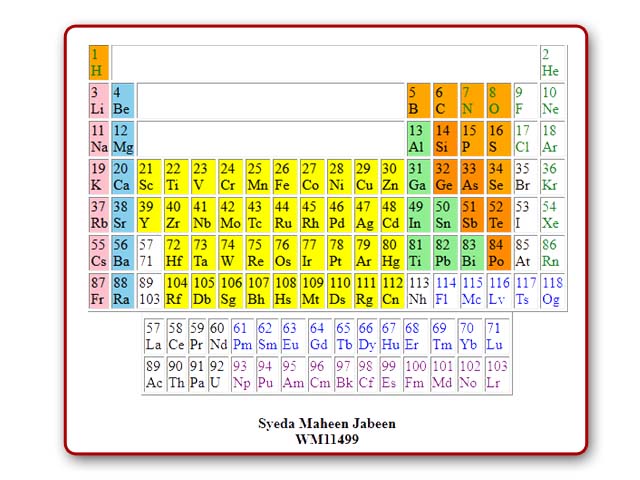 1 2
H He
3 4 5 6 7 8 9 10
Li Be B C N O F Ne
11 12 13 14 15 16 17 18
Na Mg Al Si P S Cl Ar
19 20 21 22 23 24 25 26 27 28 29 30 31 32 33 34 35 36
K Ca Sc Ti V Cr Mn Fe Co Ni Cu Zn Ga Ge As Se Br Kr
37 38 39 40 41 42 43 44 45 46 47 48 49 50 51 52 53 54
Rb Sr Y Zr Nb Mo Tc Ru Rh Pd Ag Cd In Sn Sb Te I Xe
55 56 57 72 73 74 75 76 77 78 79 80 81 82 83 84 85 86
Cs Ba 71 Hf Ta W Re Os Ir Pt Ar Hg Ti Pb Bi Po At Rn
87 88 89 104 105 106 107 108 109 110 111 112 113 114 115 116 117 118
Fr Ra 103 Rf Db Sg Bh Hs Mt Ds Rg Cn Nh Fl Mc Lv Ts Og
57 58 59 60 61 62 63 64 65 66 67 68 69 70 71
La Ce Pr Nd Pm Sm Eu Gd Tb Dy Hu Er Tm Yb Lu
89 90 91 92 93 94 95 96 97 98 99 100 101 102 103
Ac Th Pa U Np Pu Am Cm Bk Cf Es Fm Md No Lr
Syeda Maheen Jabeen
WM11499